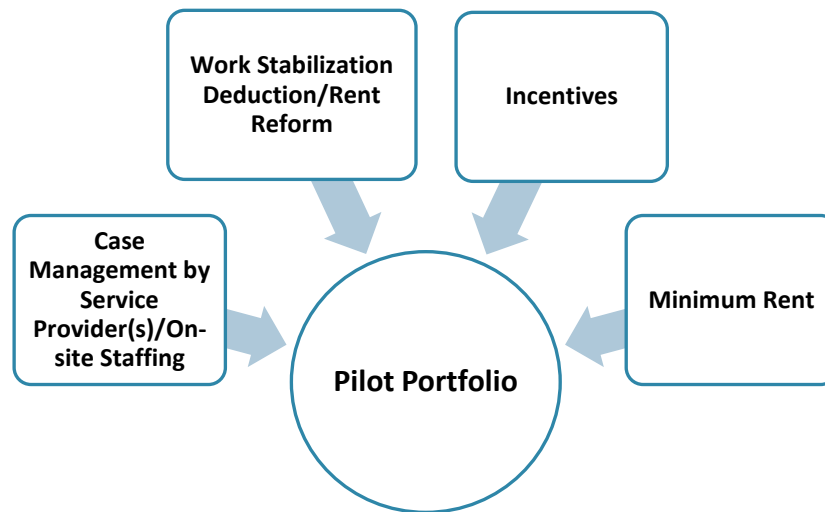 Work Stabilization
Deduction/Rent
Reform
Incentives
Case
Management by
Service
Provider(s)/On-
site Staffing
Minimum Rent
Pilot Portfolio